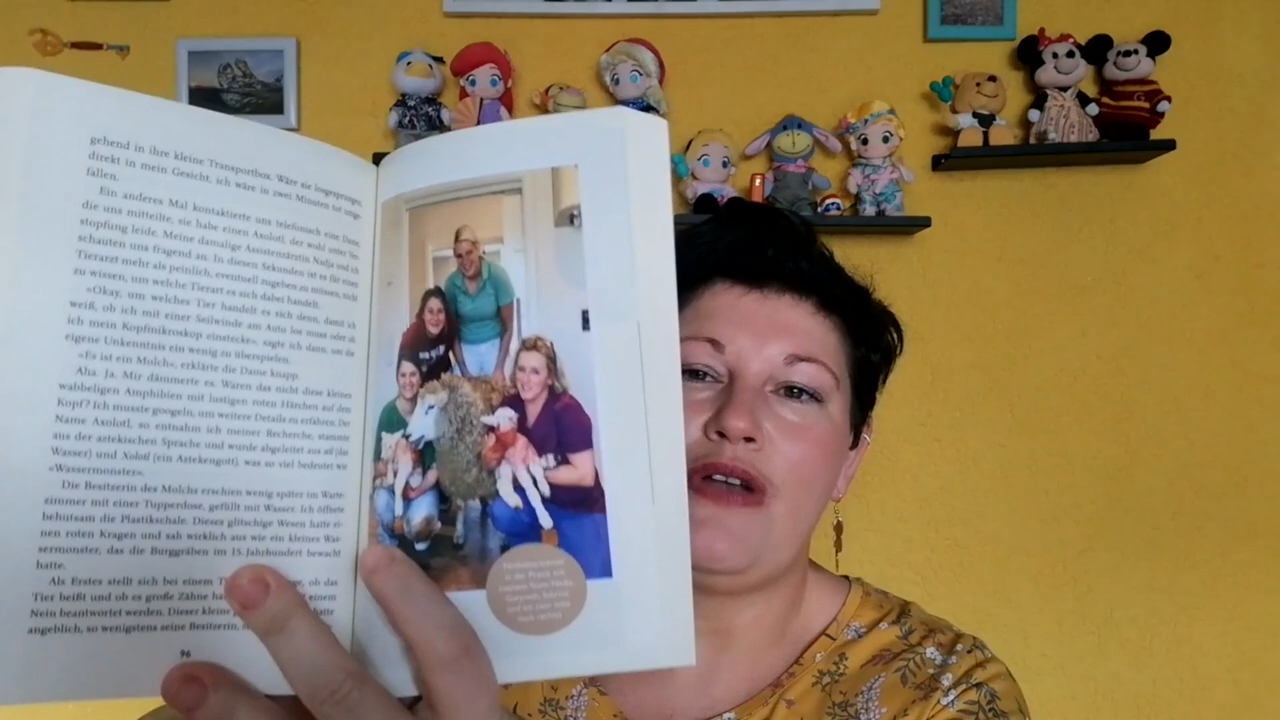 gehend in ihre kleine Transportbox. Wäre sie losgesprungen,
direkt in mein Gesicht, ich wäre in zwei Minuten tot umge-
fallen.
Ein anderes Mal kontaktierte uns telefonisch eine Dame,
die uns mitteilte, sie habe einen Axolotl, der wohl unter Ver-
stopfung leide. Meine damalige Assistenzärztin Nadja und ich
schauten uns fragend an. In diesen Sekunden ist es für einen
Tierarzt mehr als peinlich, eventuell zugeben zu müssen, nicht
zu wissen, um welche Tierart es sich dabei handelt.
»Okay, um welches Tier handelt es sich denn, damit ich
weiß, ob ich mit einer Seilwinde am Auto los muss oder ob
ich mein Kopfmikroskop einstecke«, sagte ich dann, um die
eigene Unkenntnis ein wenig zu überspielen.
»Es ist ein Molch«, erklärte die Dame knapp.
Aha. Ja. Mir dämmerte es. Waren das nicht diese kleinen
wabbeligen Amphibien mit lustigen roten Härchen auf dem
Kopf? Ich musste googeln, um weitere Details zu erfahren. Der
Name Axolotl, so entnahm ich meiner Recherche, stammte
aus der aztekischen Sprache und wurde abgeleitet aus atl (das
Wasser) und Xolotl (ein Aztekengott), was so viel bedeutet wie
»Wassermonster«.
Die Besitzerin des Molchs erschien wenig später im Warte-
zimmer mit einer Tupperdose, gefüllt mit Wasser. Ich öffnete
behutsam die Plastikschale. Dieses glitschige Wesen hatte ei-
nen roten Kragen und sah wirklich aus wie ein kleines Was-
sermonster, das die Burggräben im 15. Jahrhundert bewacht
hatte.
Als Erstes stellt sich bei einem ob das
Tier beißt und ob es große Zähne einem
Nein beantwortet werden. Dieser kleine hatte
angeblich, so wenigstens seine Besitzerin,
96
in der Praxis mit